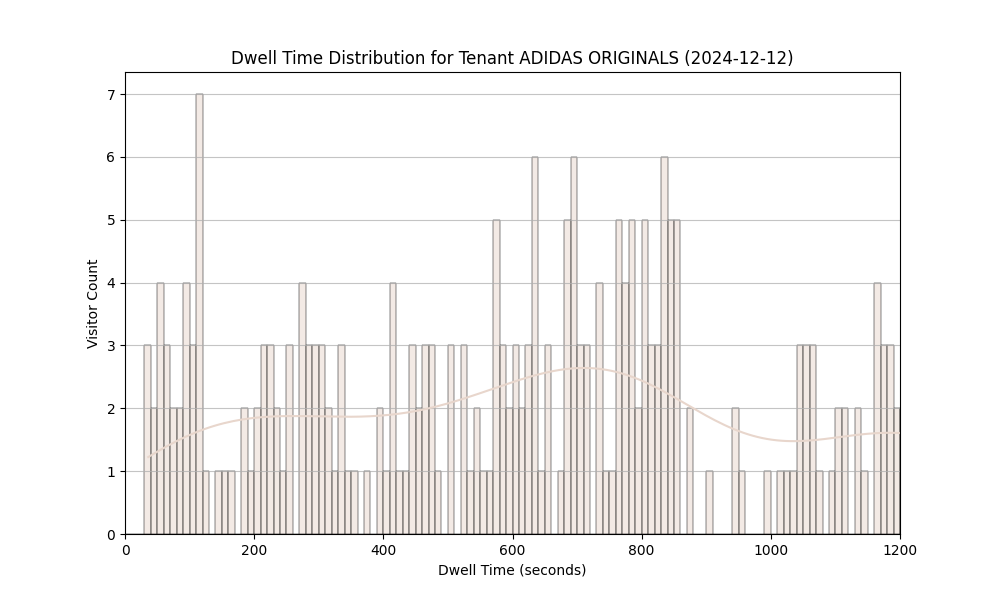 Dwell Time Distribution for Tenant ADIDAS ORIGINALS (2024-12-12)
7
6
5
4
3
2
1
0
Visitor Count
0 200 400 600 800 1000 1200
Dwell Time (seconds)